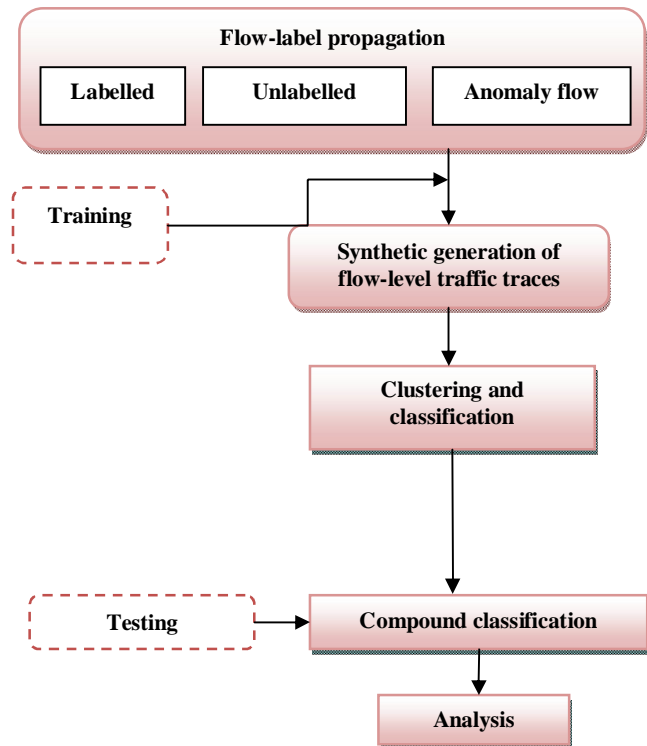 Flow-label propagation
Labelled
Unlabelled
Anomaly flow
Training
Synthetic generation of
flow-level traffic traces
Clustering and
classification
Testing
Compound classification
Analysis